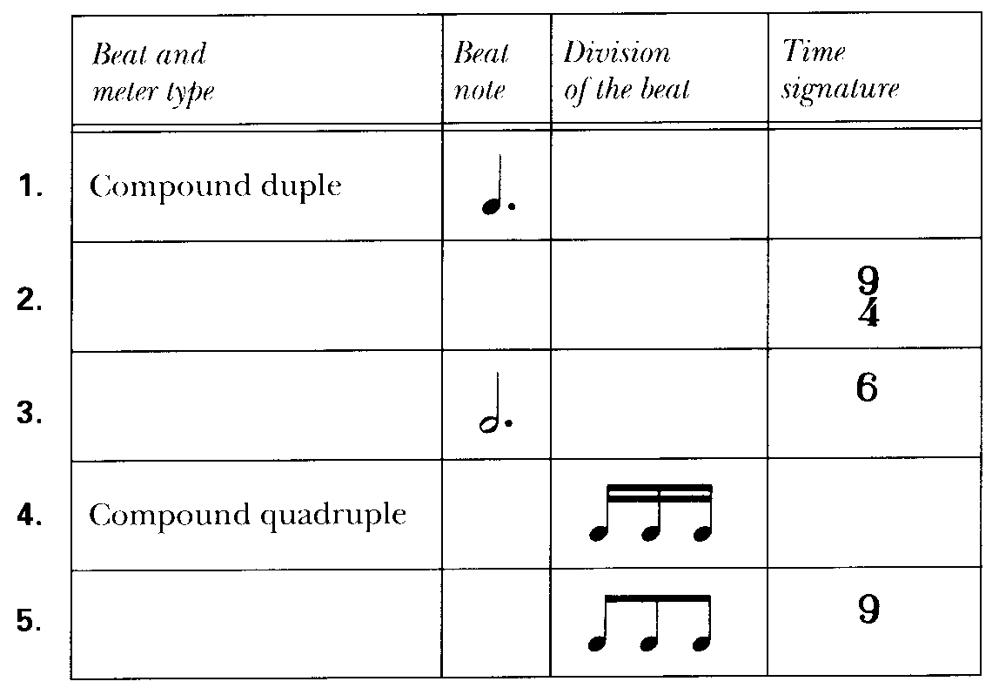 Beat and
meter type
Beat
note
Division
of the beat
Time
signature
1. Compound duple
2. 9
4
3. 6
4. Compound quadruple
5. 9